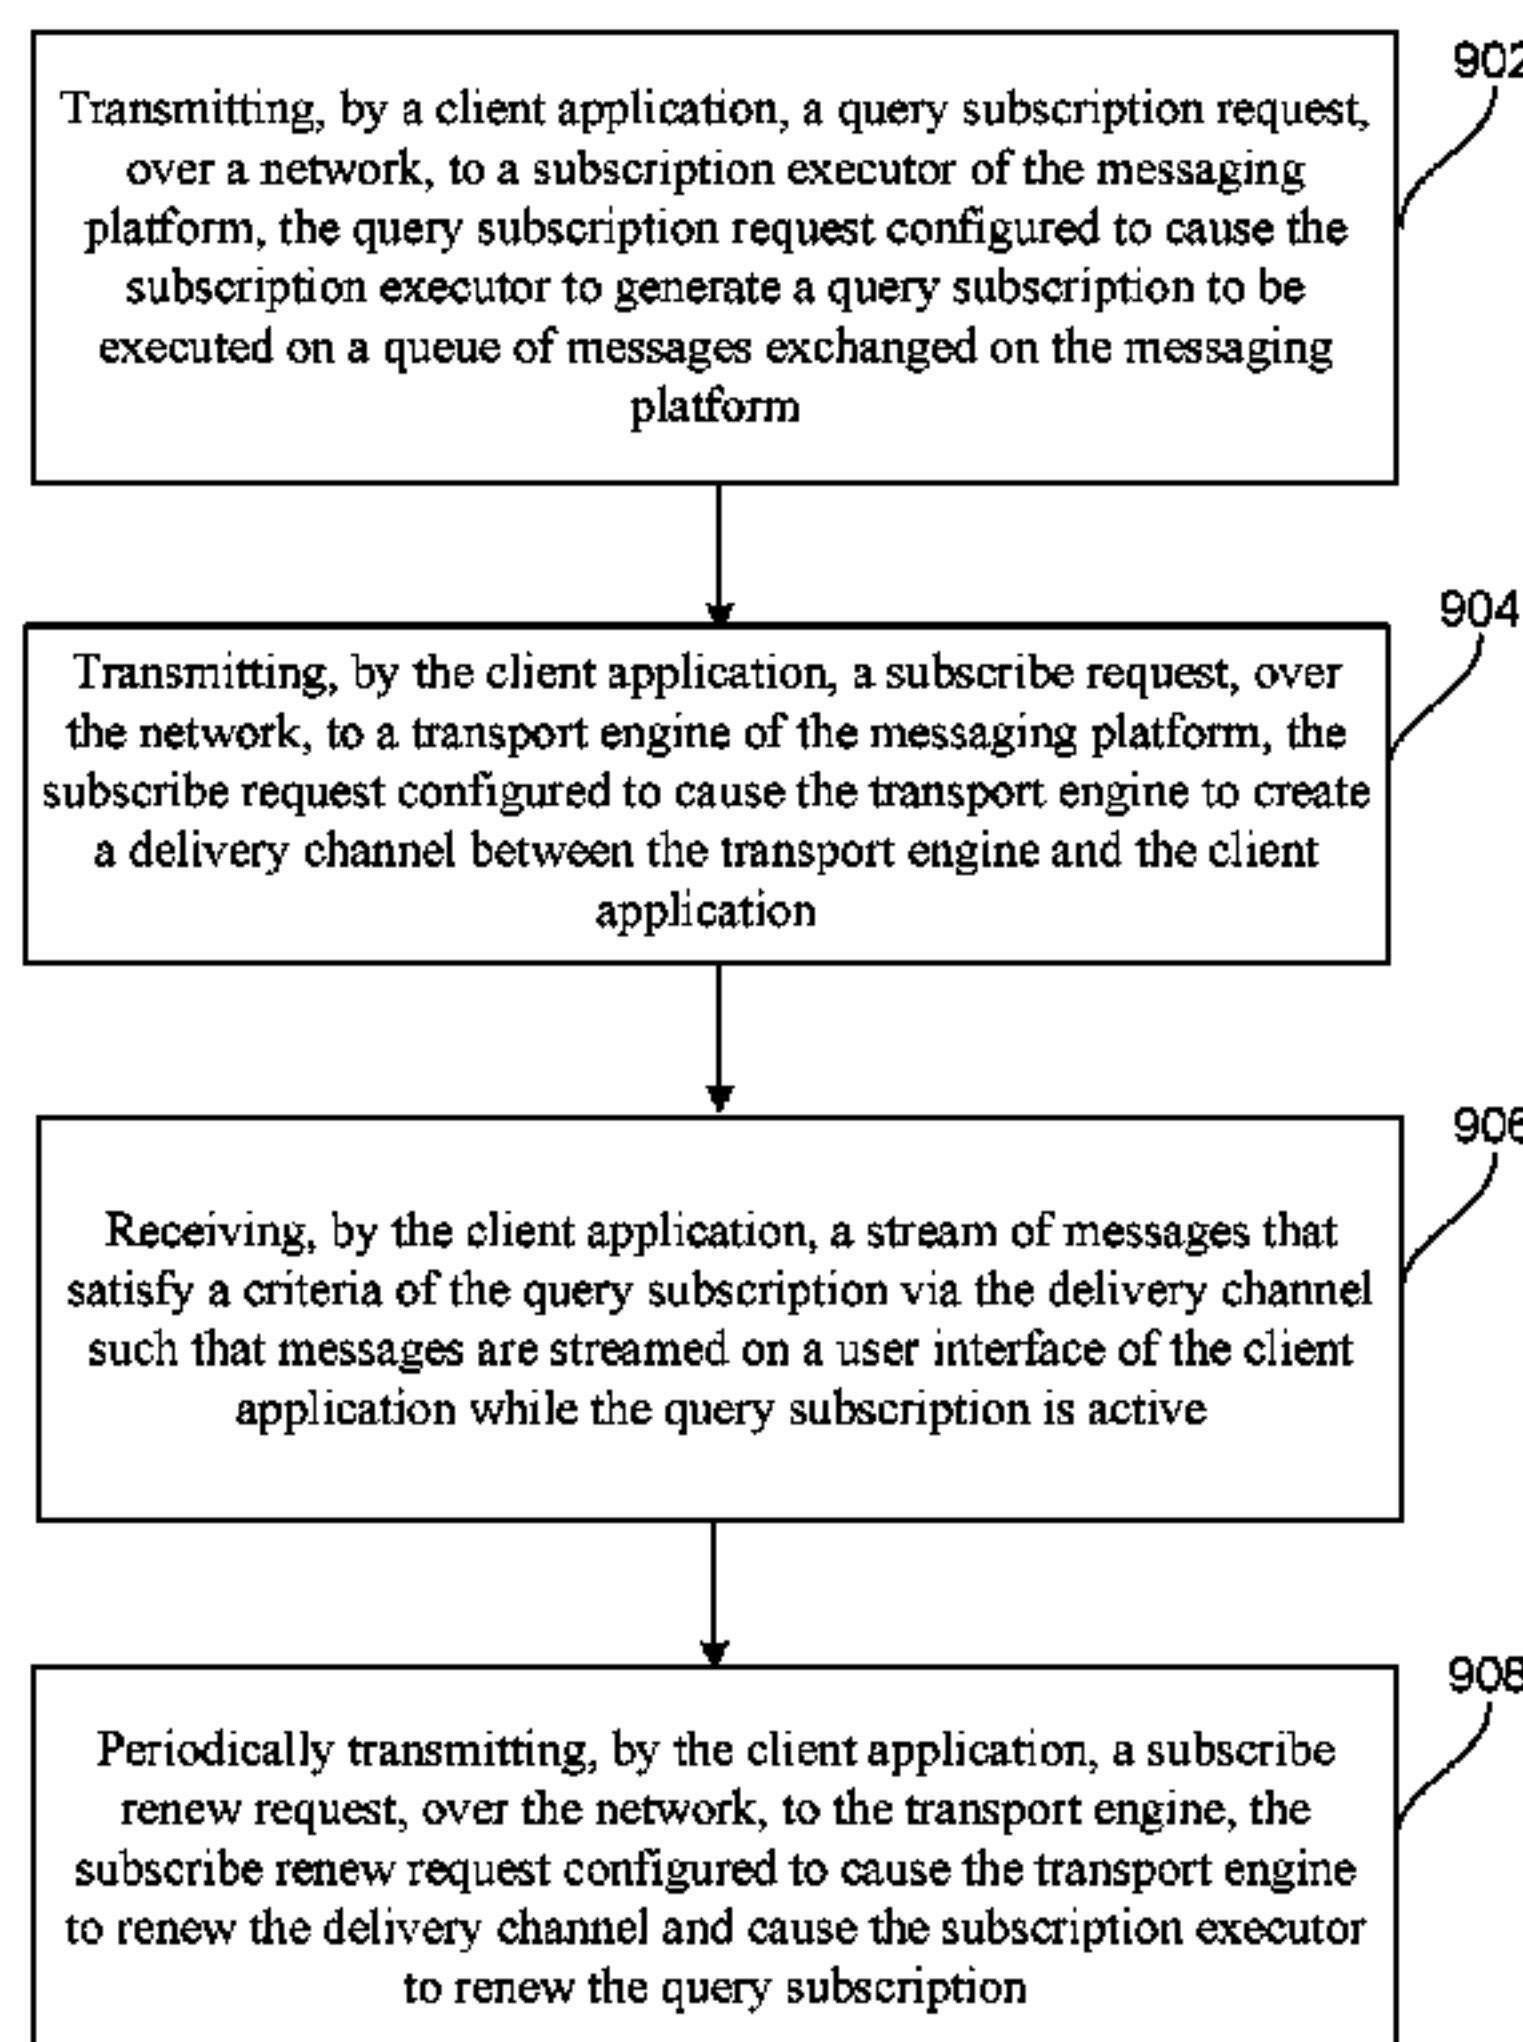 902
Transmitting, by a client application, a query subscription request,
over a network, to a subscription executor of the messaging
platform, the query subscription request configured to cause the
subscription executor to generate a query subscription to be
executed on a queue of messages exchanged on the messaging
platform
904
Transmitting, by the client application, a subscribe request, over
the network, to a transport engine of the messaging platform, the
subscribe request configured to cause the transport engine to create
a delivery channel between the transport engine and the client
application
906
Receiving, by the client application, a stream of messages that
satisfy a criteria of the query subscription via the delivery channel
such that messages are streamed on a user interface of the client
application while the query subscription is active
908
Periodically transmitting, by the client application, a subscribe
renew request, over the network, to the transport engine, the
subscribe renew request configured to cause the transport engine
to renew the delivery channel and cause the subscription executor
to renew the query subscription